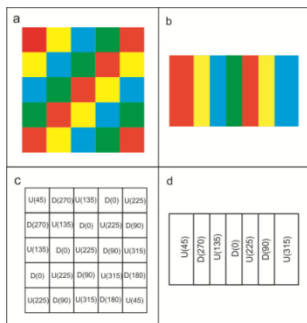 a
b
c
U(45) D(270) U(135) D(0) U(225)
D(270) U(135) D(0) U(225) D(90)
U(135) D(0) U(225) D(90) U(315)
D(0) U(225) D(90) U(315) D(180)
U(225) D(90) U(315) D(180) U(45)
d
U(45)
D(270)
U(135)
D(0)
U(225)
D(90)
U(315)